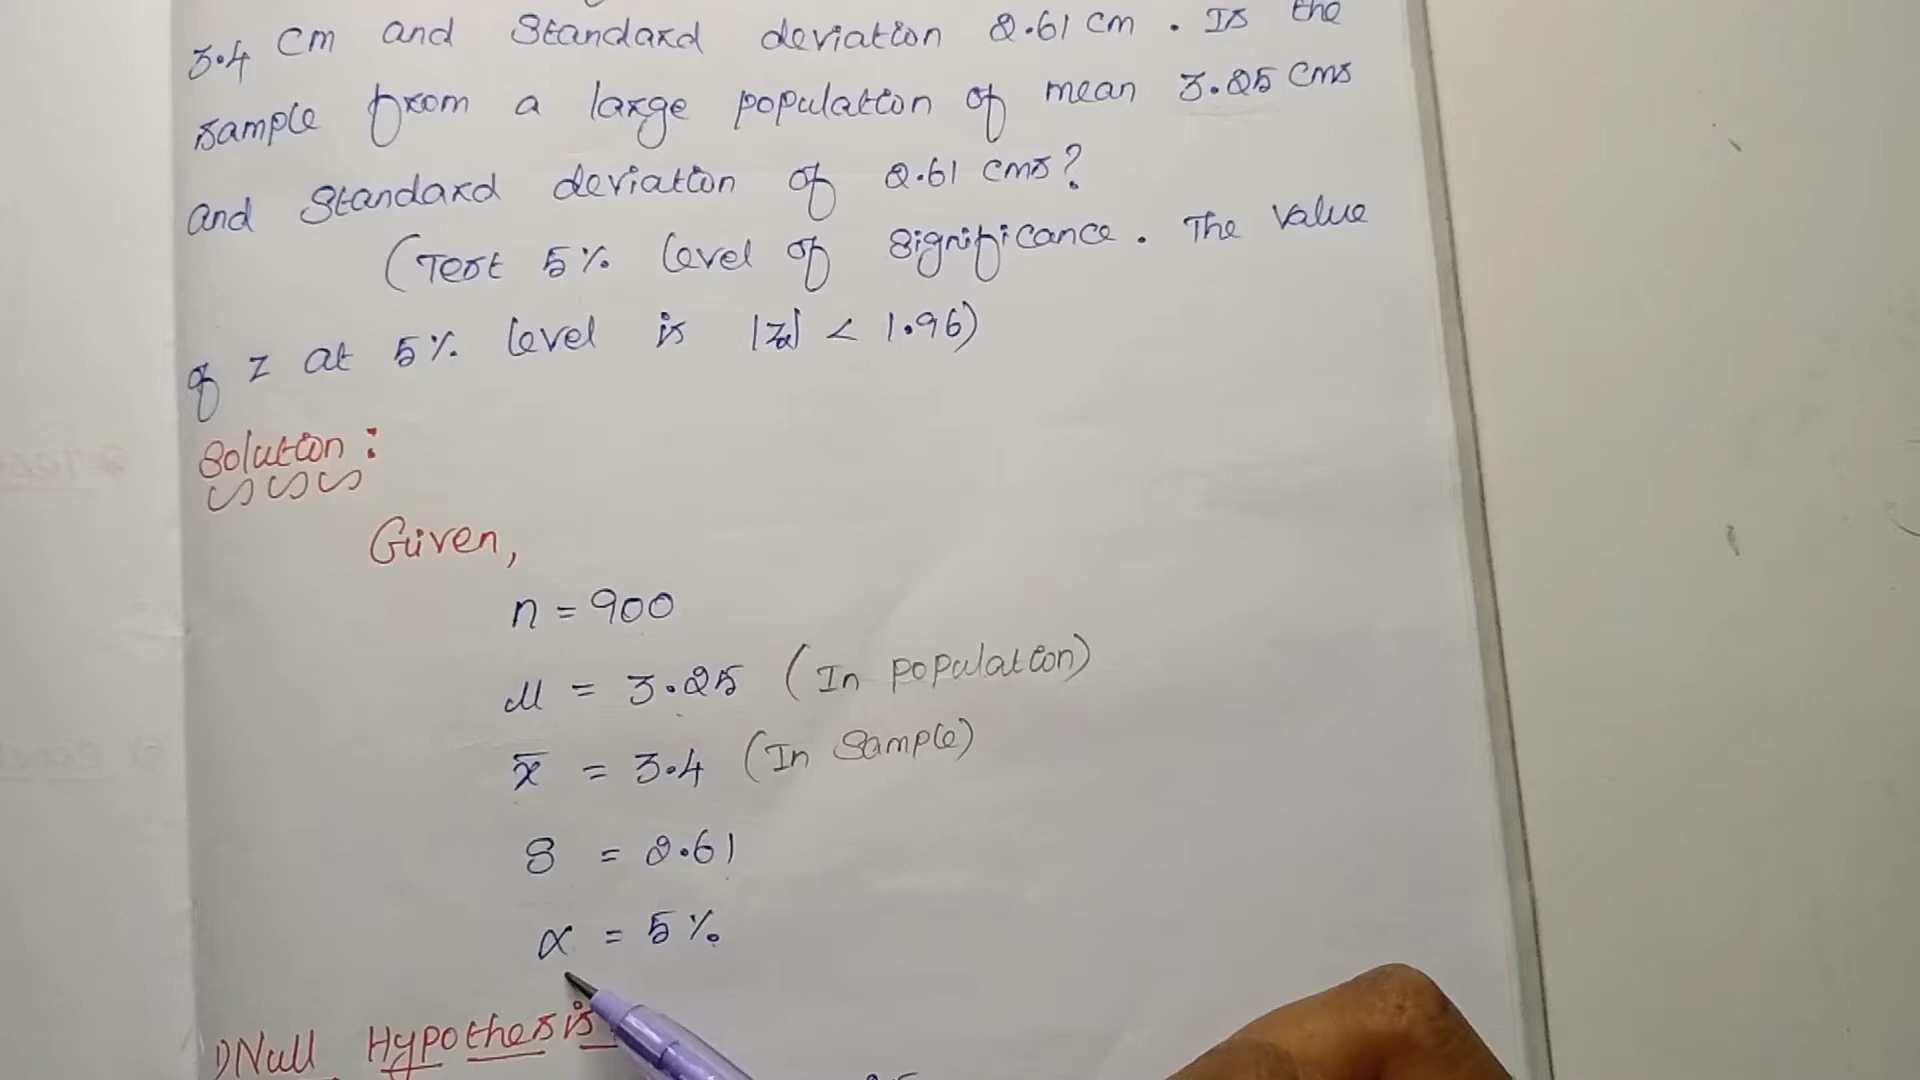 3.4 cm and Standard deviation 2.61 cm. Is the
sample from a large population of mean 3.25 cms
and Standard deviation of 2.61 cms?
(Test 5% level of Significance. The value
of z at 5% level is |zα| < 1.96)
Solution:
Given,
n = 900
μ = 3.25 (In population)
x̄ = 3.4 (In Sample)
S = 2.61
α = 5%
1) Null Hypothesis